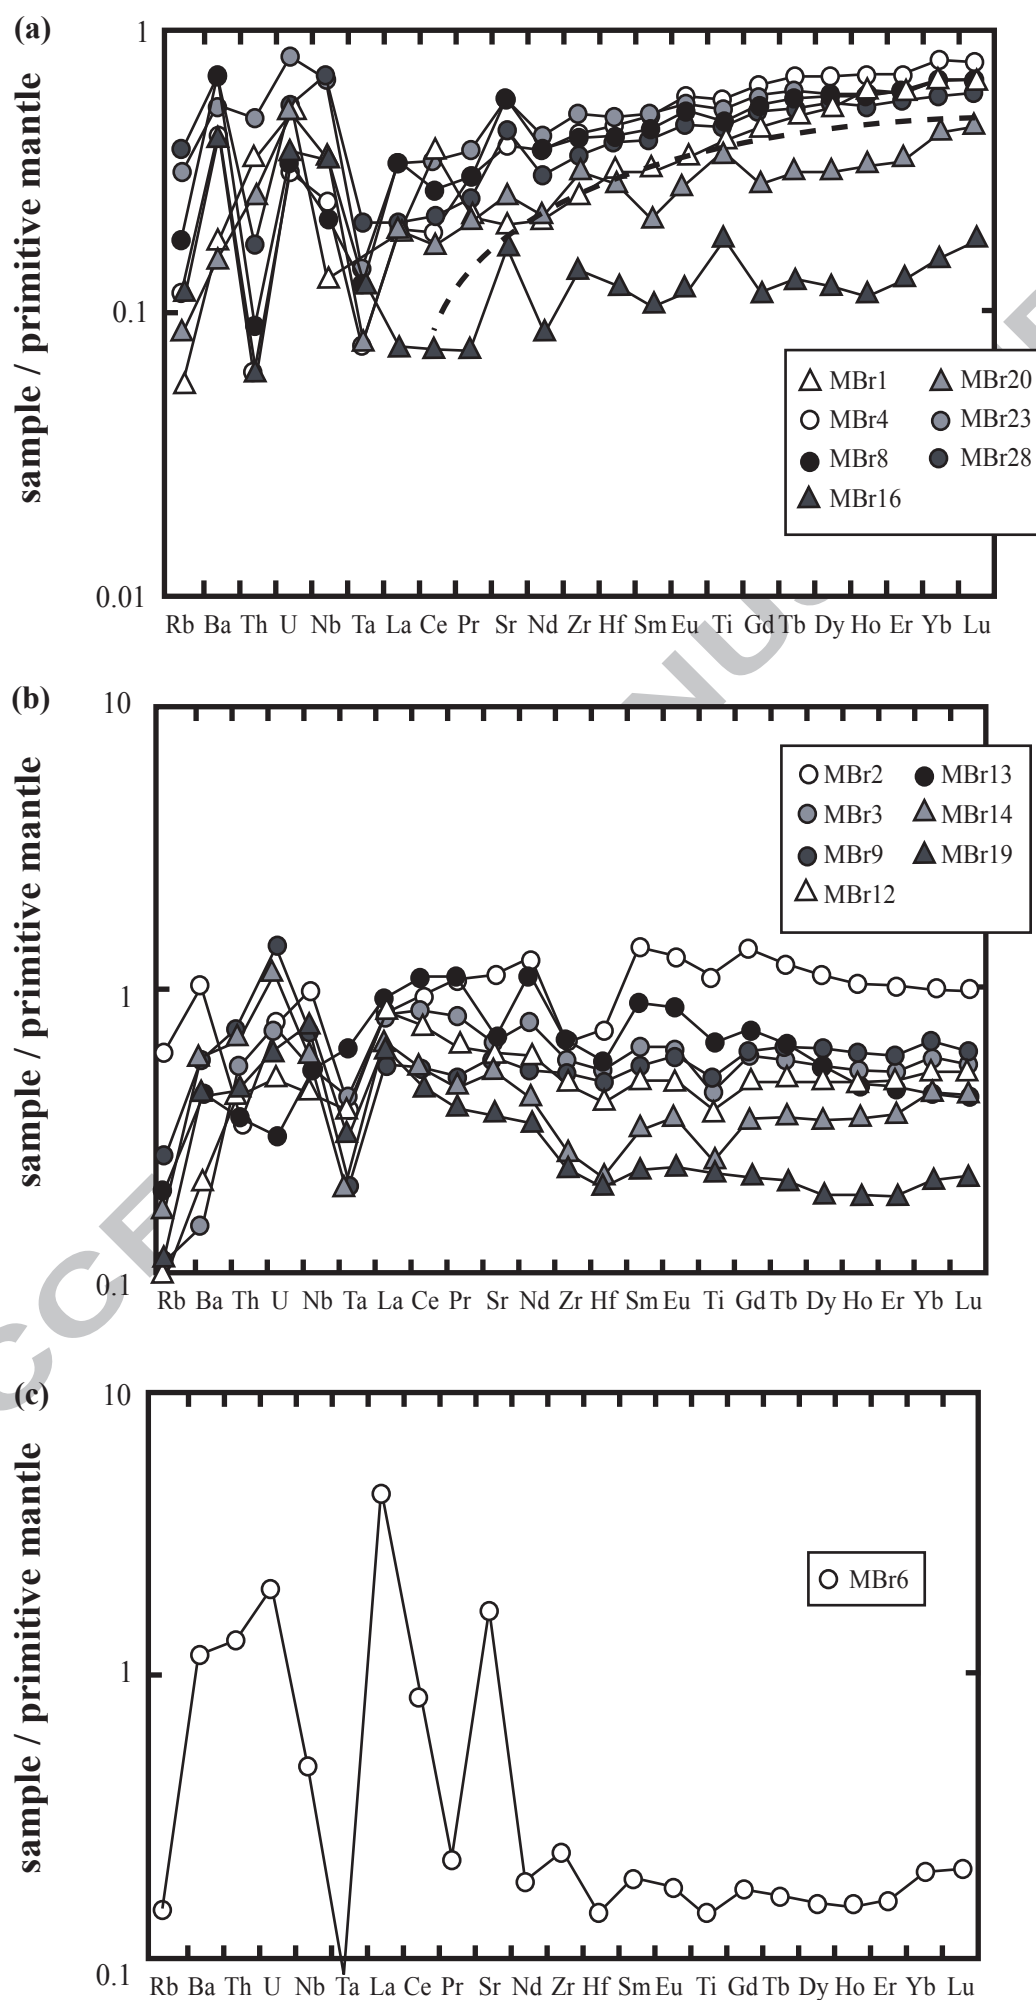 (a)
1
sample / primitive mantle
0.1
MBr1 MBr20
MBr4 MBr23
MBr8 MBr28
MBr16
0.01
Rb Ba Th U Nb Ta La Ce Pr Sr Nd Zr Hf Sm Eu Ti Gd Tb Dy Ho Er Yb Lu
(b)
10
sample / primitive mantle
MBr2 MBr13
MBr3 MBr14
MBr9 MBr19
MBr12
1
0.1
Rb Ba Th U Nb Ta La Ce Pr Sr Nd Zr Hf Sm Eu Ti Gd Tb Dy Ho Er Yb Lu
(c)
10
sample / primitive mantle
MBr6
1
0.1
Rb Ba Th U Nb Ta La Ce Pr Sr Nd Zr Hf Sm Eu Ti Gd Tb Dy Ho Er Yb Lu